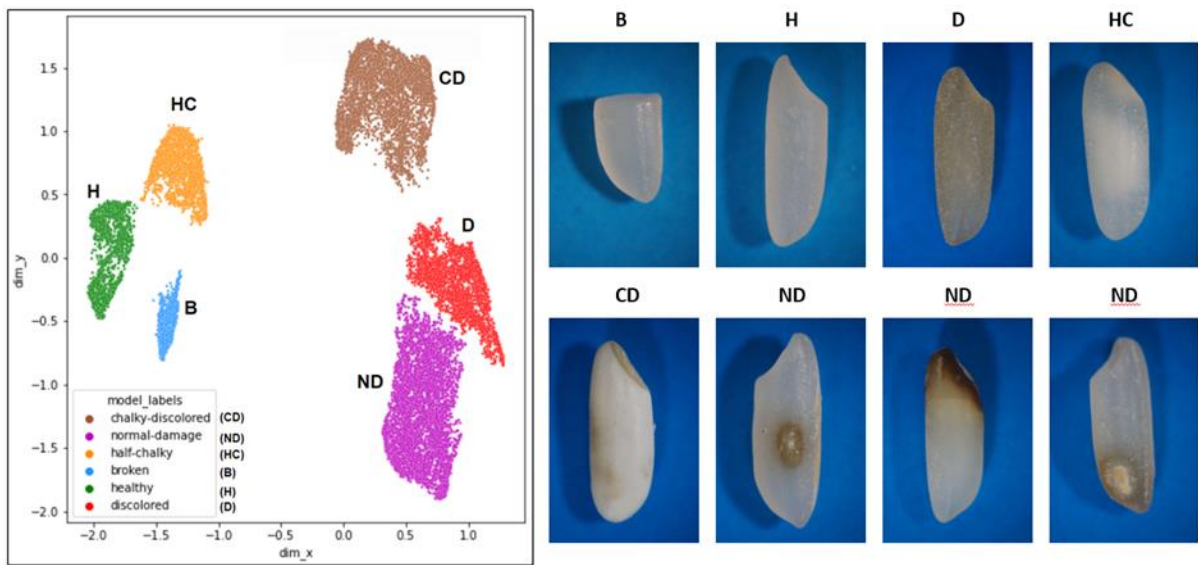 CD
HC
H
D
B
ND
1.5
1.0
0.5
0.0
−0.5
−1.0
−1.5
−2.0
dim_y
−2.0 −1.5 −1.0 −0.5 0.0 0.5 1.0
dim_x
model_labels
chalky-discolored (CD)
normal-damage (ND)
half-chalky (HC)
broken (B)
healthy (H)
discolored (D)
B H D HC
CD ND ND ND